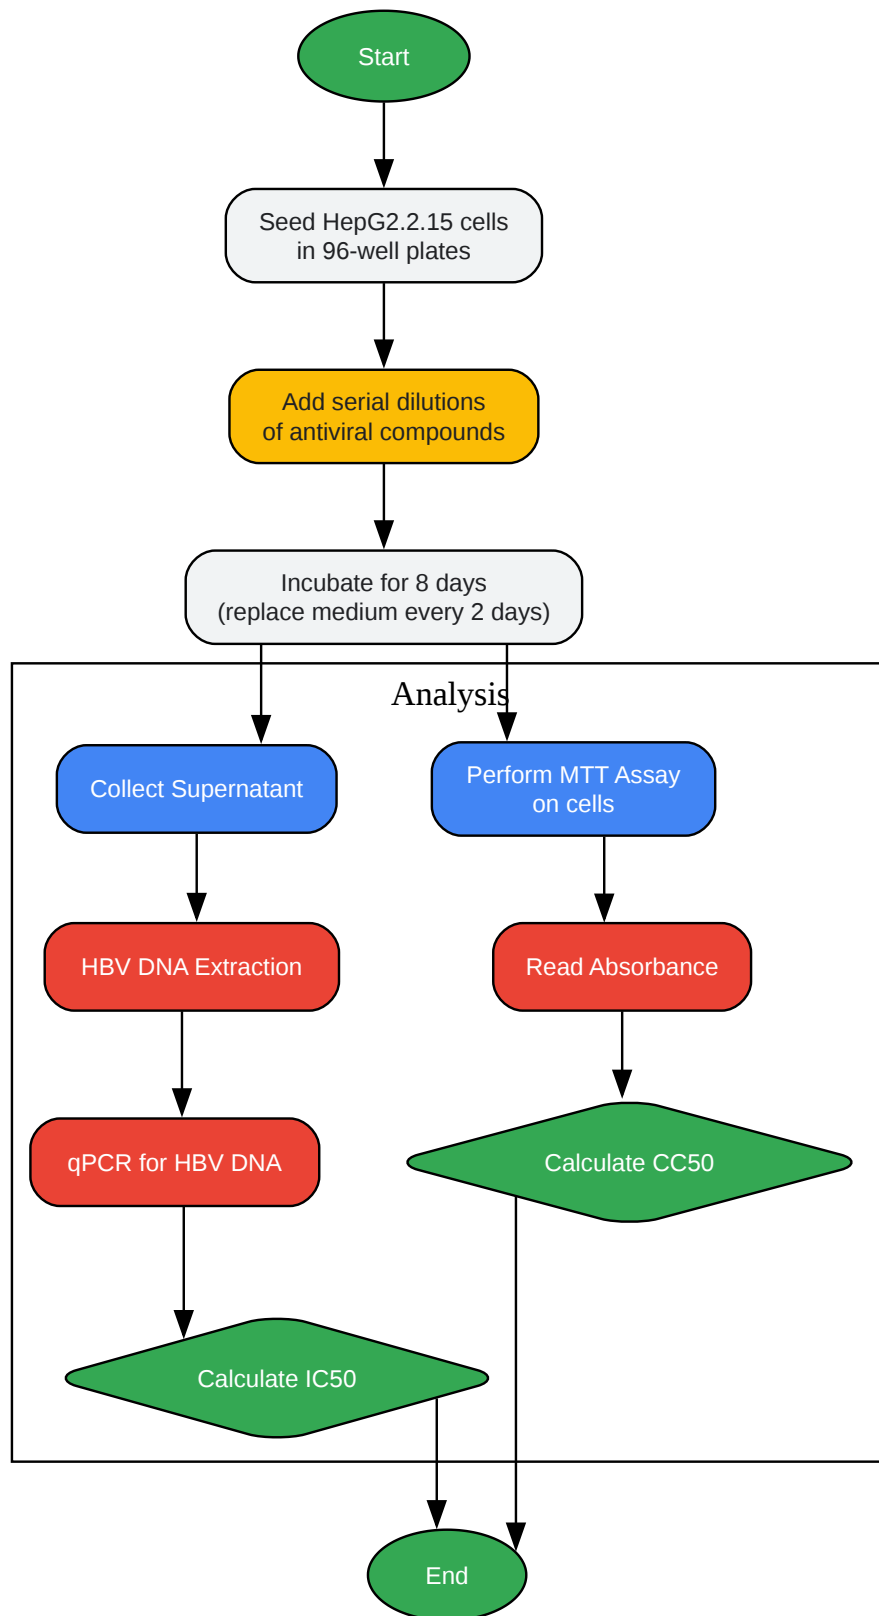 Start
Seed HepG2.2.15 cells
in 96-well plates
Add serial dilutions
of antiviral compounds
Incubate for 8 days
(replace medium every 2 days)
Analysis
Collect Supernatant
Perform MTT Assay
on cells
HBV DNA Extraction
Read Absorbance
qPCR for HBV DNA
Calculate CC50
Calculate IC50
End